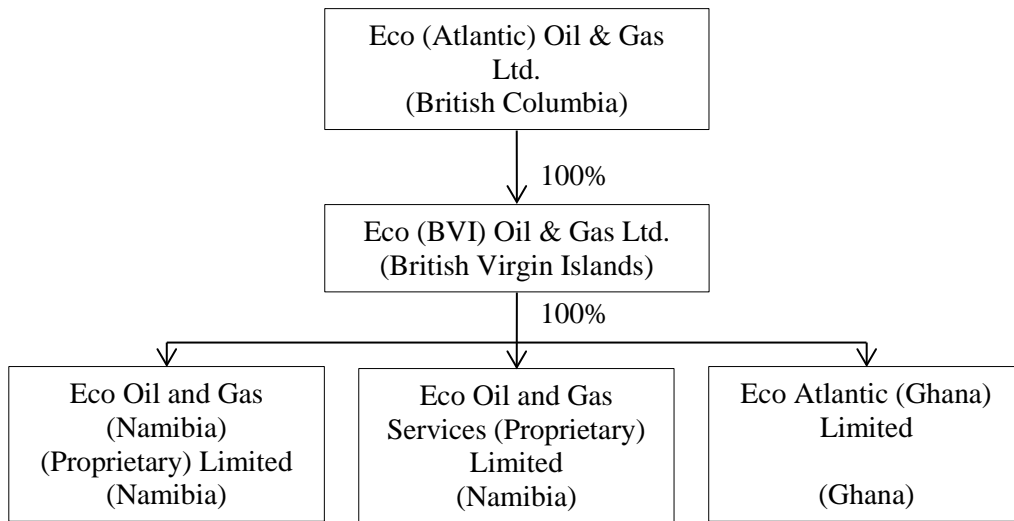 Eco (Atlantic) Oil & Gas
Ltd.
(British Columbia)
100%
Eco (BVI) Oil & Gas Ltd.
(British Virgin Islands)
100%
Eco Oil and Gas
(Namibia)
(Proprietary) Limited
(Namibia)
Eco Oil and Gas
Services (Proprietary)
Limited
(Namibia)
Eco Atlantic (Ghana)
Limited
(Ghana)